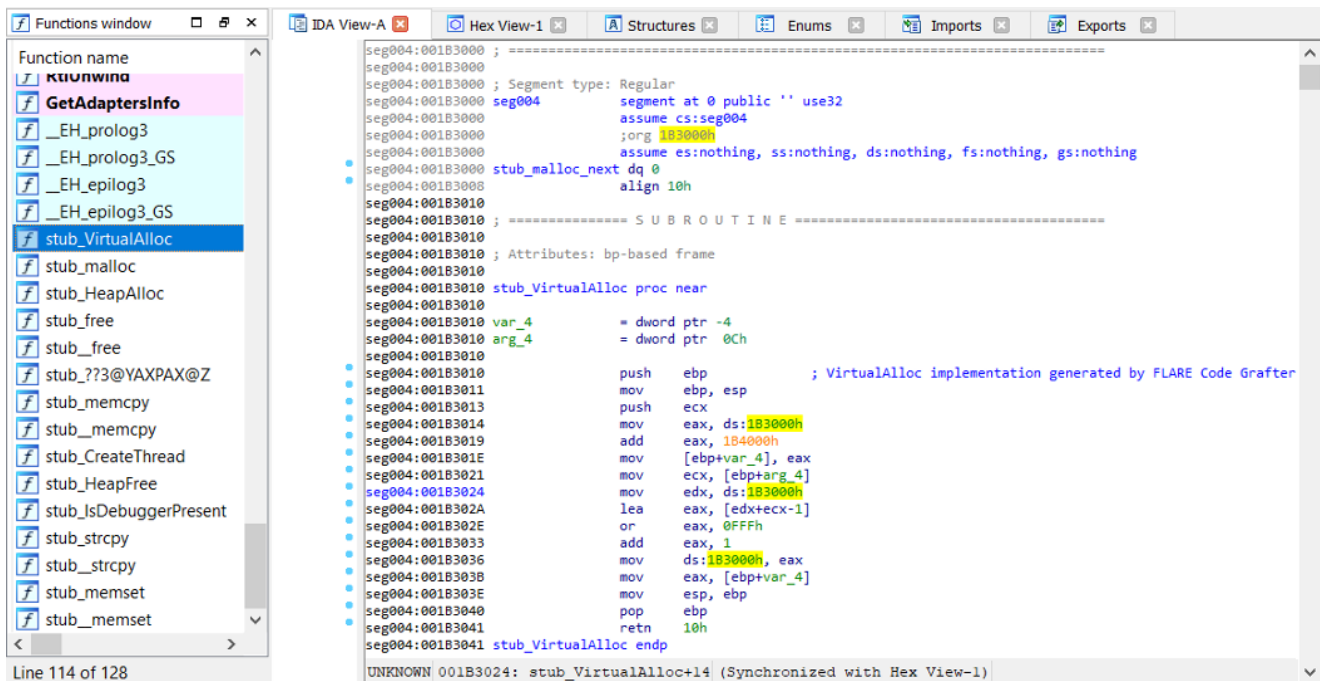 Functions window
IDA View-A
Hex View-1
Structures
Enums
Imports
Exports
Function name
RtlUnwind
GetAdaptersInfo
__EH_prolog3
__EH_prolog3_GS
__EH_epilog3
__EH_epilog3_GS
stub_VirtualAlloc
stub_malloc
stub_HeapAlloc
stub_free
stub__free
stub_??3@YAXPAX@Z
stub_memcpy
stub__memcpy
stub_CreateThread
stub_HeapFree
stub_IsDebuggerPresent
stub_strcpy
stub__strcpy
stub_memset
stub__memset
Line 114 of 128
seg004:001B3000 ; ===========================================================================
seg004:001B3000
seg004:001B3000 ; Segment type: Regular
seg004:001B3000 seg004 segment at 0 public '' use32
seg004:001B3000 assume cs:seg004
seg004:001B3000 ;org 1B3000h
seg004:001B3000 assume es:nothing, ss:nothing, ds:nothing, fs:nothing, gs:nothing
seg004:001B3000 stub_malloc_next dq 0
seg004:001B3008 align 10h
seg004:001B3010
seg004:001B3010 ; =============== S U B R O U T I N E =======================================
seg004:001B3010
seg004:001B3010 ; Attributes: bp-based frame
seg004:001B3010
seg004:001B3010 stub_VirtualAlloc proc near
seg004:001B3010
seg004:001B3010 var_4 = dword ptr -4
seg004:001B3010 arg_4 = dword ptr 0Ch
seg004:001B3010
seg004:001B3010 push ebp ; VirtualAlloc implementation generated by FLARE Code Grafter
seg004:001B3011 mov ebp, esp
seg004:001B3013 push ecx
seg004:001B3014 mov eax, ds:1B3000h
seg004:001B3019 add eax, 1B4000h
seg004:001B301E mov [ebp+var_4], eax
seg004:001B3021 mov ecx, [ebp+arg_4]
seg004:001B3024 mov edx, ds:1B3000h
seg004:001B302A lea eax, [edx+ecx-1]
seg004:001B302E or eax, 0FFFh
seg004:001B3033 add eax, 1
seg004:001B3036 mov ds:1B3000h, eax
seg004:001B303B mov eax, [ebp+var_4]
seg004:001B303E mov esp, ebp
seg004:001B3040 pop ebp
seg004:001B3041 retn 10h
seg004:001B3041 stub_VirtualAlloc endp
UNKNOWN 001B3024: stub_VirtualAlloc+14 (Synchronized with Hex View-1)